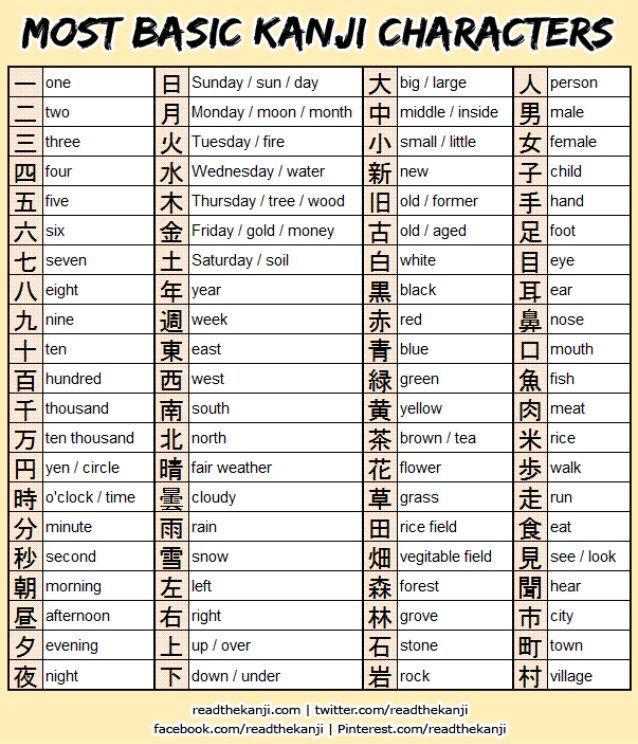 MOST BASIC KANJI CHARACTERS
一 one 日 Sunday / sun / day 大 big / large 人 person
二 two 月 Monday / moon / month 中 middle / inside 男 male
三 three 火 Tuesday / fire 小 small / little 女 female
四 four 水 Wednesday / water 新 new 子 child
五 five 木 Thursday / tree / wood 旧 old / former 手 hand
六 six 金 Friday / gold / money 古 old / aged 足 foot
七 seven 土 Saturday / soil 白 white 目 eye
八 eight 年 year 黒 black 耳 ear
九 nine 週 week 赤 red 鼻 nose
十 ten 東 east 青 blue 口 mouth
百 hundred 西 west 緑 green 魚 fish
千 thousand 南 south 黄 yellow 肉 meat
万 ten thousand 北 north 茶 brown / tea 米 rice
円 yen / circle 晴 fair weather 花 flower 歩 walk
時 o'clock / time 曇 cloudy 草 grass 走 run
分 minute 雨 rain 田 rice field 食 eat
秒 second 雪 snow 畑 vegitable field 見 see / look
朝 morning 左 left 森 forest 聞 hear
昼 afternoon 右 right 林 grove 市 city
夕 evening 上 up / over 石 stone 町 town
夜 night 下 down / under 岩 rock 村 village
readthekanji.com | twitter.com/readthekanji
facebook.com/readthekanji | Pinterest.com/readthekanji